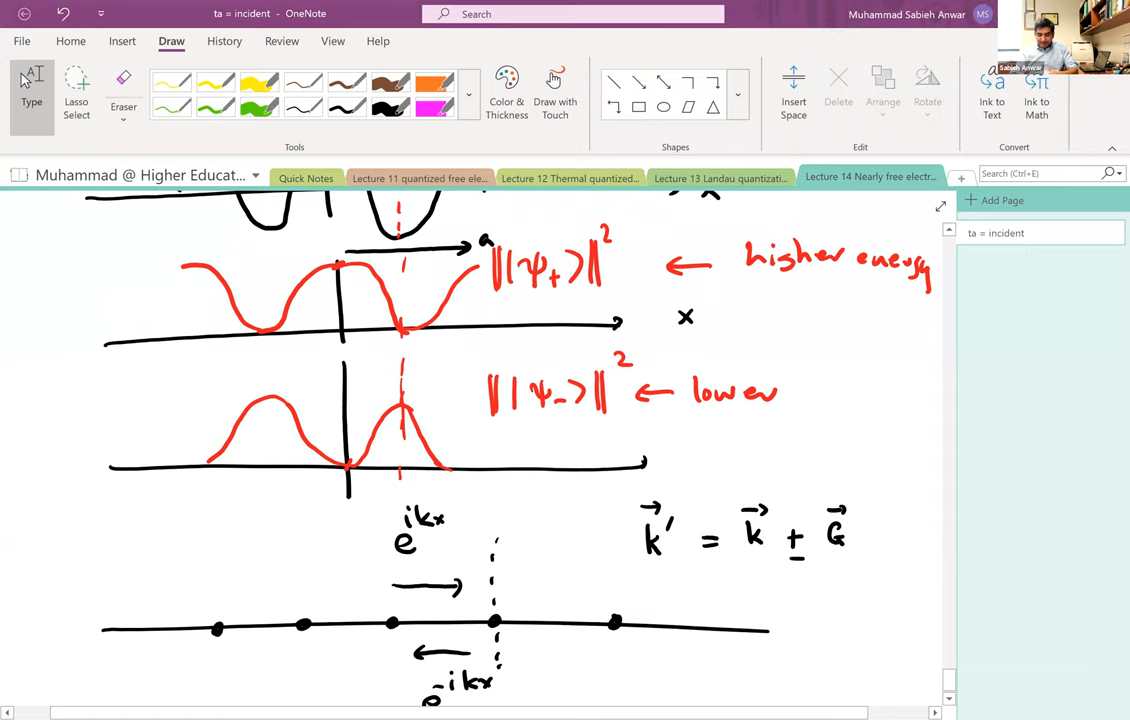 ta = incident - OneNote
Search
Muhammad Sabieh Anwar
MS
Sabieh Anwar
File
Home
Insert
Draw
History
Review
View
Help
Type
Lasso Select
Eraser
Color & Thickness
Draw with Touch
Insert Space
Delete
Arrange
Rotate
Ink to Text
Ink to Math
Tools
Shapes
Edit
Convert
Muhammad @ Higher Educat...
Quick Notes
Lecture 11 quantized free ele...
Lecture 12 Thermal quantized...
Lecture 13 Landau quantizati...
Lecture 14 Nearly free electr...
Search (Ctrl+E)
Add Page
ta = incident
x
a
‖|ψ₊⟩‖² ← higher energy
x
‖|ψ₋⟩‖² ← lower
e^{ikx}
k⃗' = k⃗ ± G⃗
e^{-ikx}